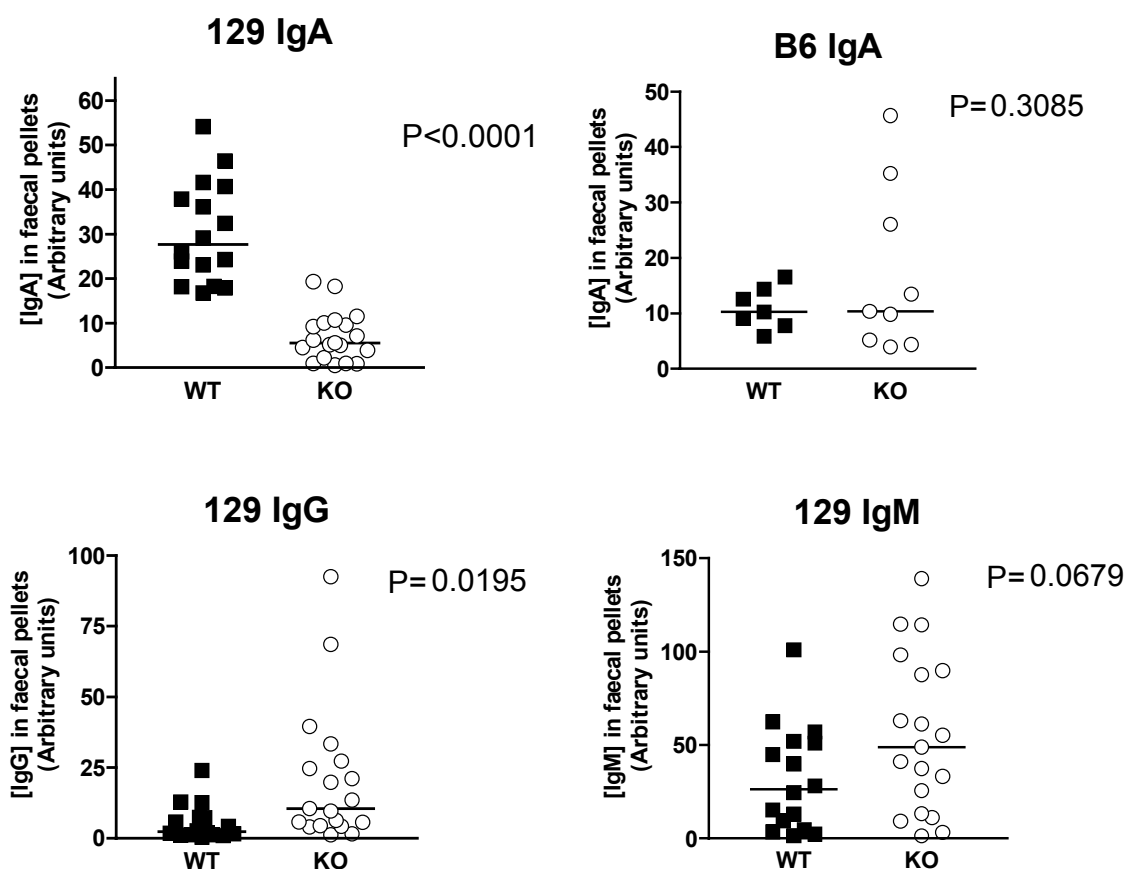 129 IgA
[IgA] in faecal pellets
(Arbitrary units)
60
50
40
30
20
10
0
P<0.0001
WT
KO
B6 IgA
[IgA] in faecal pellets
(Arbitrary units)
50
40
30
20
10
0
P=0.3085
WT
KO
129 IgG
[IgG] in faecal pellets
(Arbitrary units)
100
75
50
25
0
P=0.0195
WT
KO
129 IgM
[IgM] in faecal pellets
(Arbitrary units)
150
100
50
0
P=0.0679
WT
KO